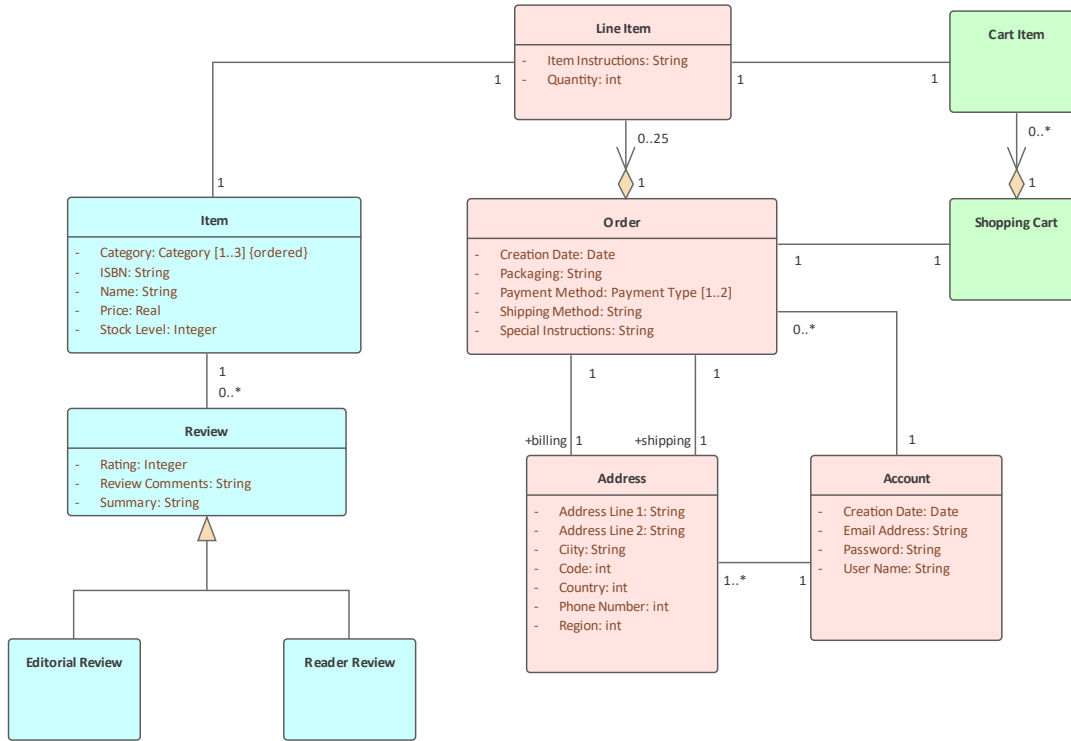 Line Item
- Item Instructions: String
- Quantity: int
Cart Item
1
1
1
0..25
0..*
1
1
1
Item
- Category: Category [1..3] {ordered}
- ISBN: String
- Name: String
- Price: Real
- Stock Level: Integer
Order
- Creation Date: Date
- Packaging: String
- Payment Method: Payment Type [1..2]
- Shipping Method: String
- Special Instructions: String
Shopping Cart
1
1
0..*
1
0..*
1
1
Review
- Rating: Integer
- Review Comments: String
- Summary: String
+billing 1
+shipping 1
1
Address
- Address Line 1: String
- Address Line 2: String
- Ciity: String
- Code: int
- Country: int
- Phone Number: int
- Region: int
Account
- Creation Date: Date
- Email Address: String
- Password: String
- User Name: String
1..*
1
Editorial Review
Reader Review